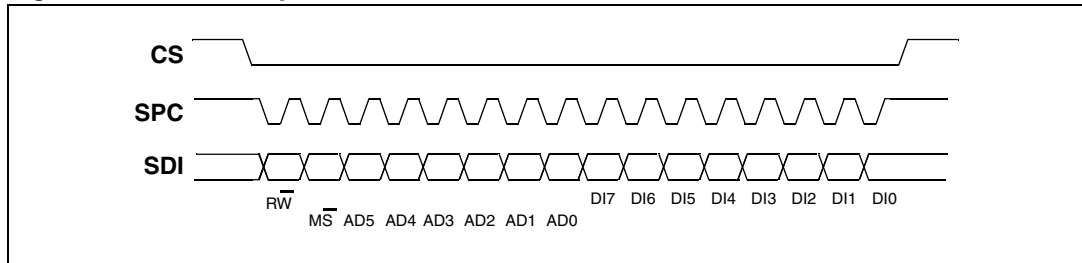 CS
SPC
SDI
RW̅ DI7 DI6 DI5 DI4 DI3 DI2 DI1 DI0
MS̅ AD5 AD4 AD3 AD2 AD1 AD0